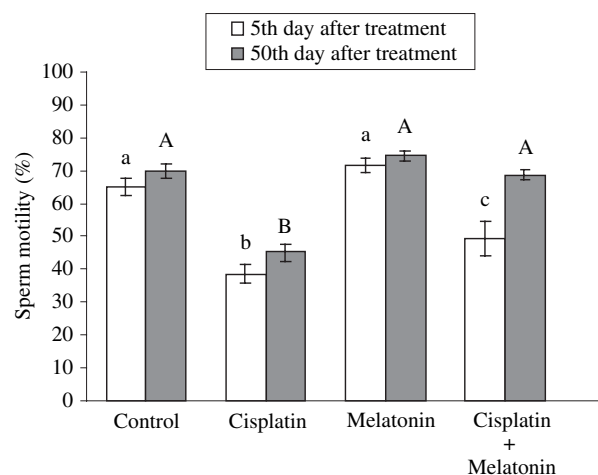 5th day after treatment
50th day after treatment
Sperm motility (%)
100
90
80
70
60
50
40
30
20
10
0
a
A
b
B
a
A
c
A
Control
Cisplatin
Melatonin
Cisplatin
+
Melatonin